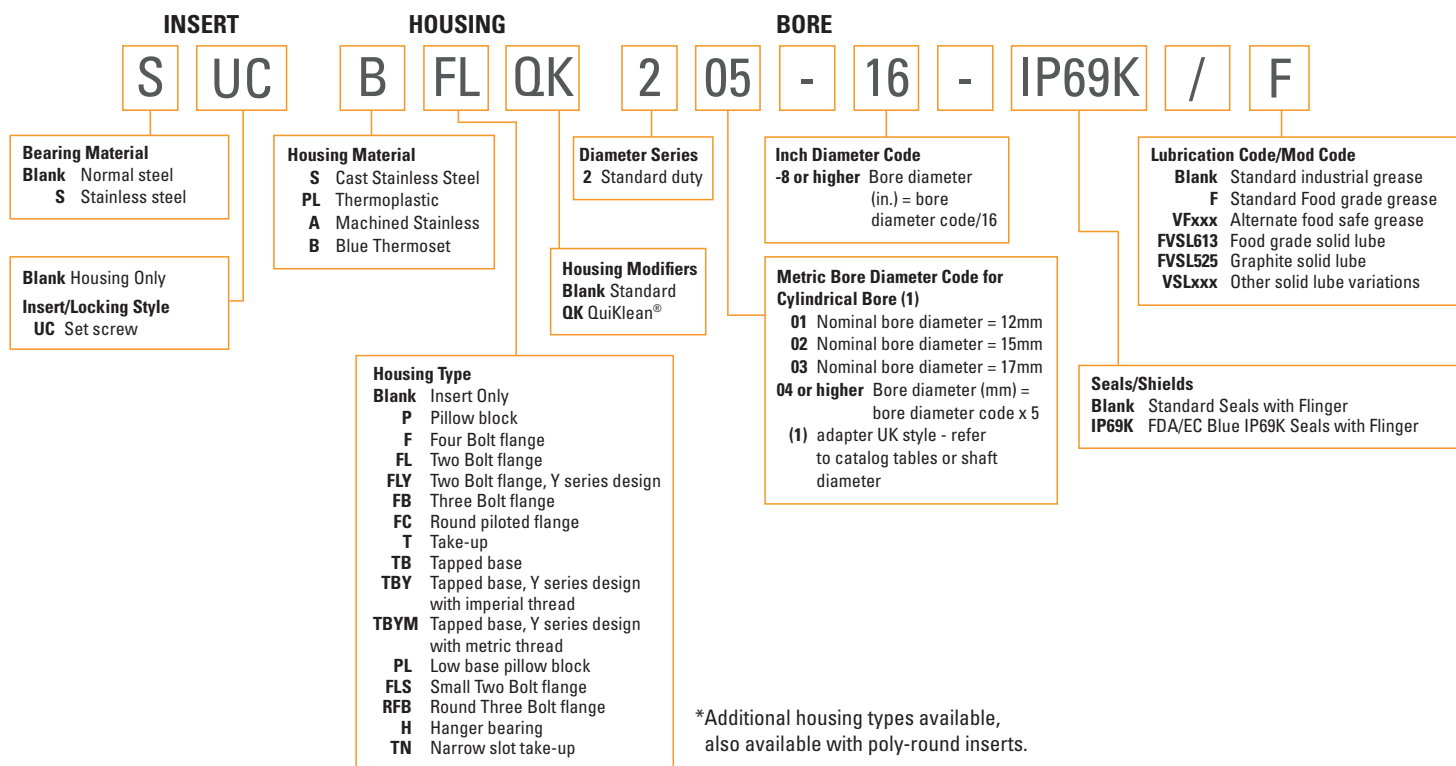 INSERT HOUSING BORE
S UC B FL QK 2 05 - 16 - IP69K / F
Bearing Material
Blank Normal steel
S Stainless steel
Blank Housing Only
Insert/Locking Style
UC Set screw
Housing Material
S Cast Stainless Steel
PL Thermoplastic
A Machined Stainless
B Blue Thermoset
Housing Type
Blank Insert Only
P Pillow block
F Four Bolt flange
FL Two Bolt flange
FLY Two Bolt flange, Y series design
FB Three Bolt flange
FC Round piloted flange
T Take-up
TB Tapped base
TBY Tapped base, Y series design
with imperial thread
TBYM Tapped base, Y series design
with metric thread
PL Low base pillow block
FLS Small Two Bolt flange
RFB Round Three Bolt flange
H Hanger bearing
TN Narrow slot take-up
Housing Modifiers
Blank Standard
QK QuiKlean®
Diameter Series
2 Standard duty
Inch Diameter Code
-8 or higher Bore diameter
(in.) = bore
diameter code/16
Metric Bore Diameter Code for
Cylindrical Bore (1)
01 Nominal bore diameter = 12mm
02 Nominal bore diameter = 15mm
03 Nominal bore diameter = 17mm
04 or higher Bore diameter (mm) =
bore diameter code x 5
(1) adapter UK style - refer
to catalog tables or shaft
diameter
Lubrication Code/Mod Code
Blank Standard industrial grease
F Standard Food grade grease
VFxxx Alternate food safe grease
FVSL613 Food grade solid lube
FVSL525 Graphite solid lube
VSLxxx Other solid lube variations
Seals/Shields
Blank Standard Seals with Flinger
IP69K FDA/EC Blue IP69K Seals with Flinger
*Additional housing types available,
also available with poly-round inserts.